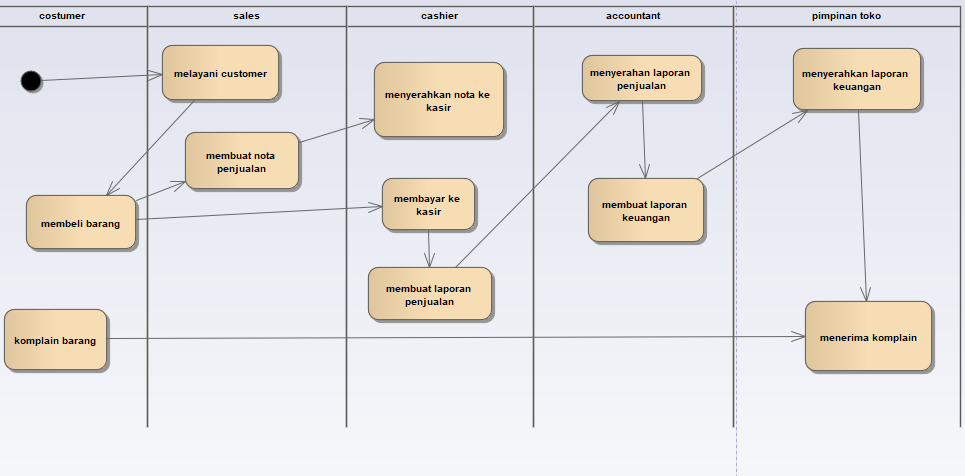 costumer
sales
cashier
accountant
pimpinan toko
melayani customer
menyerahkan nota ke
kasir
menyerahan laporan
penjualan
menyerahkan laporan
keuangan
membuat nota
penjualan
membeli barang
membayar ke
kasir
membuat laporan
keuangan
membuat laporan
penjualan
komplain barang
menerima komplain